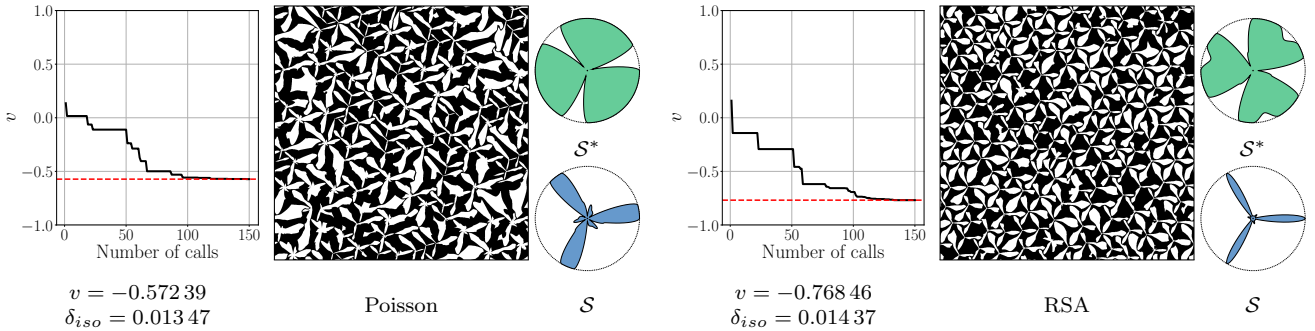 1.0
0.5
0.0
−0.5
−1.0
v
0 50 100 150
Number of calls
v = −0.572 39
δiso = 0.013 47
Poisson
S*
S
1.0
0.5
0.0
−0.5
−1.0
v
0 50 100 150
Number of calls
v = −0.768 46
δiso = 0.014 37
RSA
S*
S